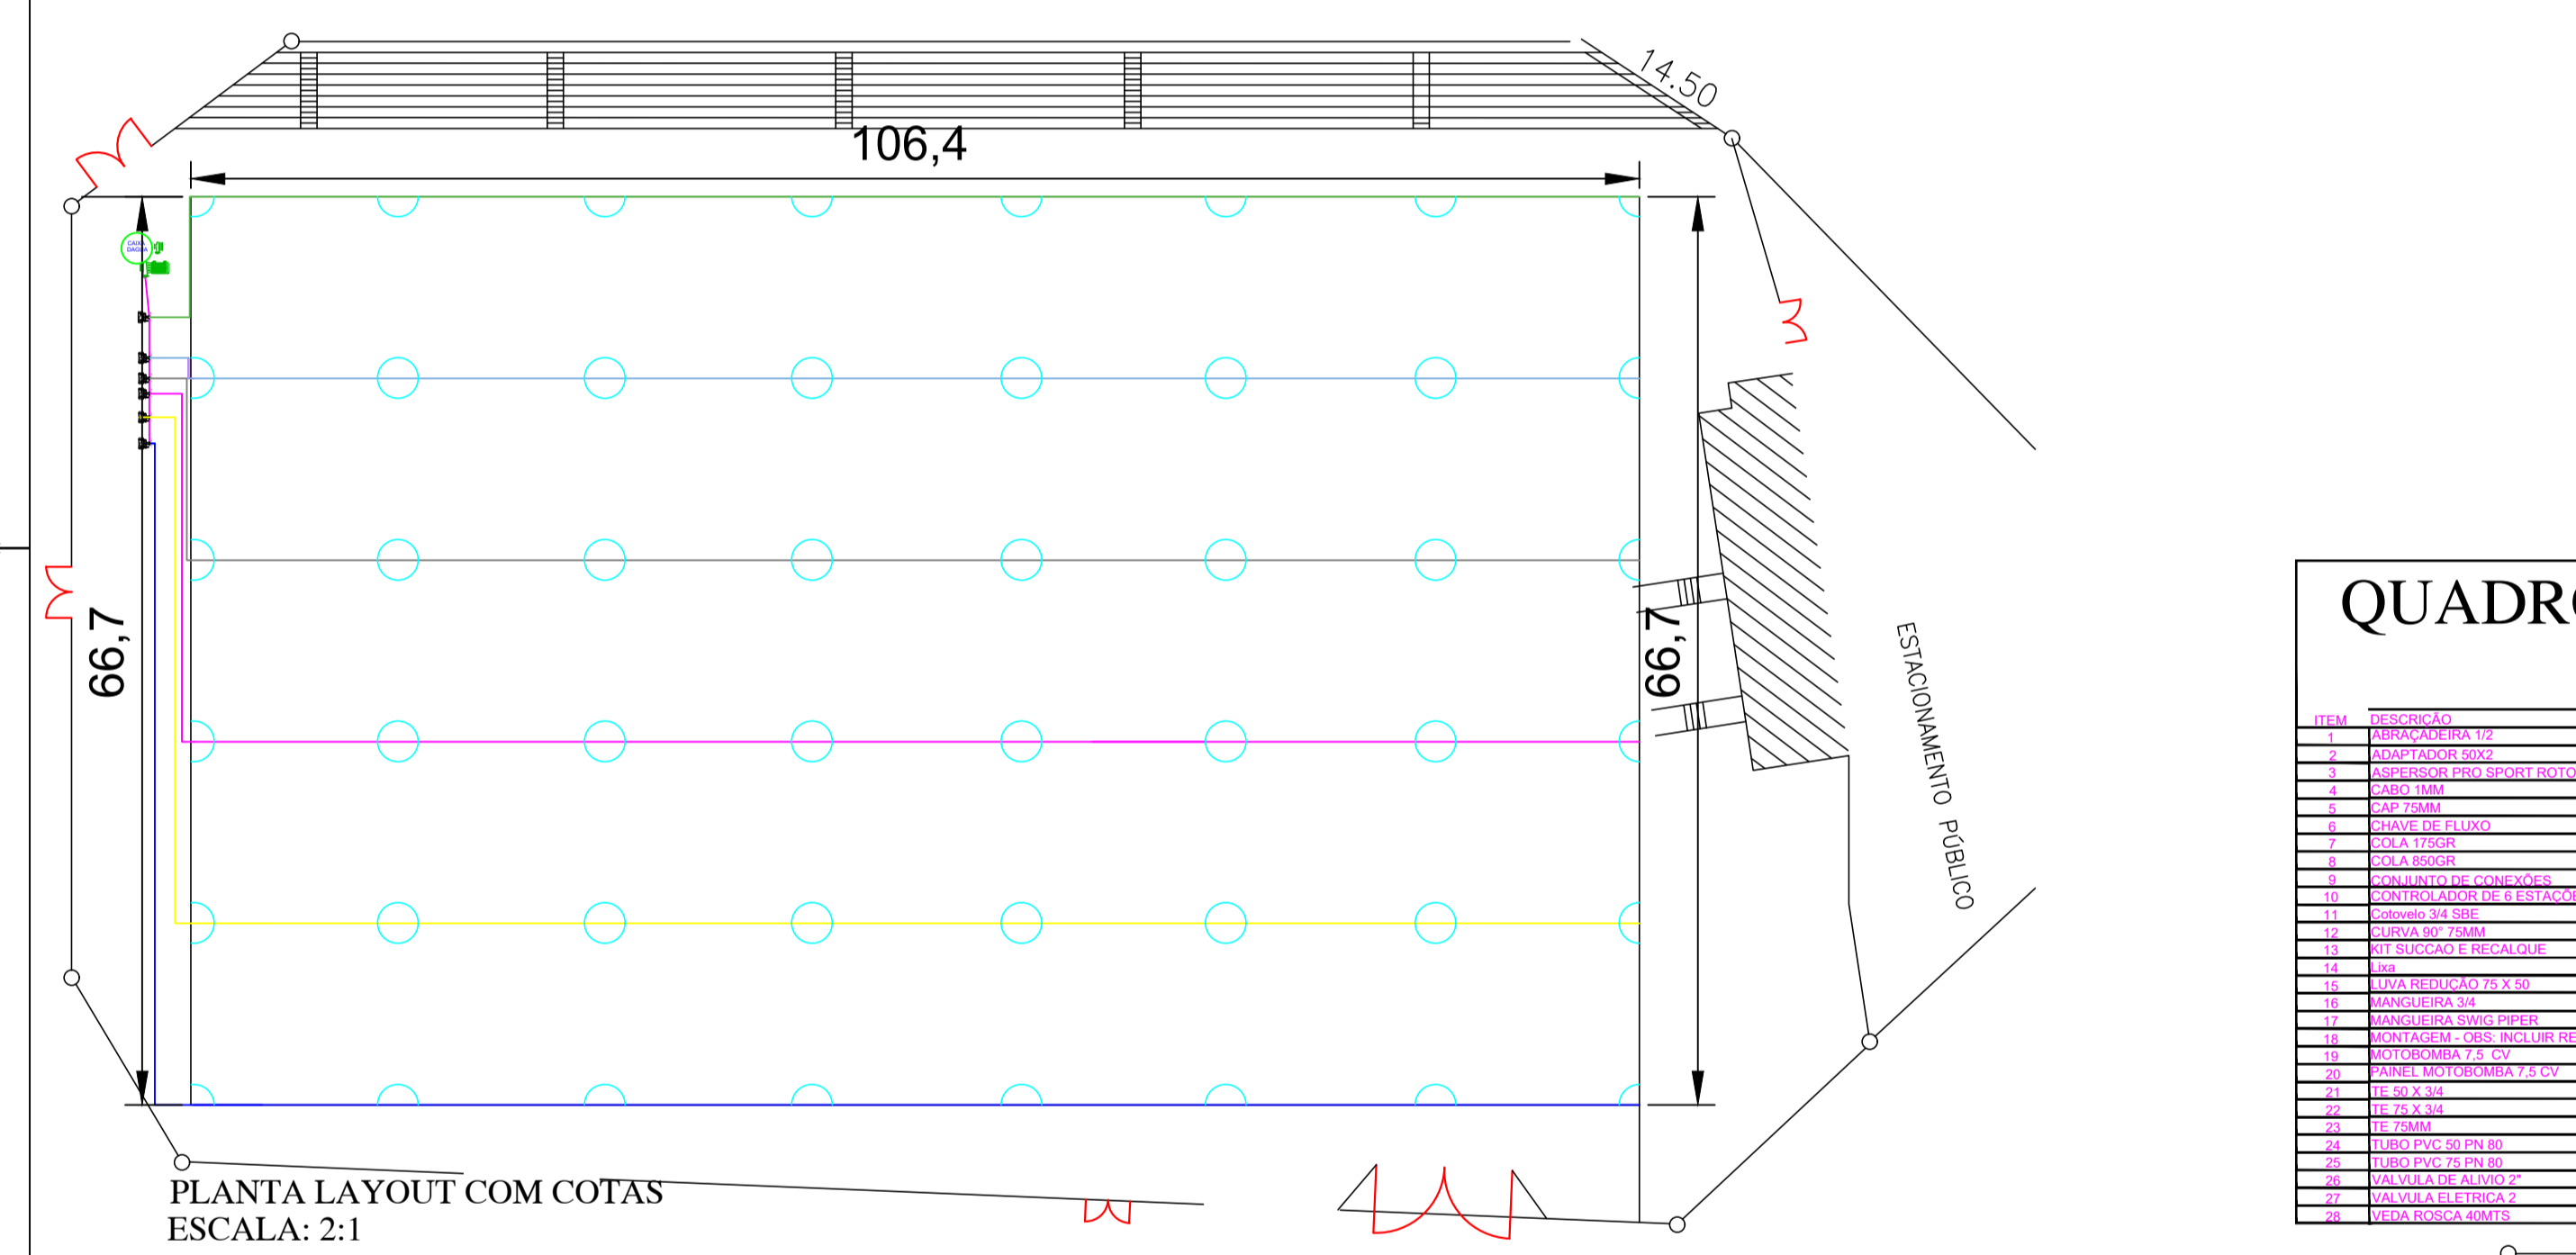 14.50
106,4
CAIXA
DAGUA
66,7
66,7
ESTACIONAMENTO PÚBLICO
PLANTA LAYOUT COM COTAS
ESCALA: 2:1
QUADR
ITEM DESCRIÇÃO
1 ABRAÇADEIRA 1/2
2 ADAPTADOR 50X2
3 ASPERSOR PRO SPORT ROTO
4 CABO 1MM
5 CAP 75MM
6 CHAVE DE FLUXO
7 COLA 175GR
8 COLA 850GR
9 CONJUNTO DE CONEXÕES
10 CONTROLADOR DE 6 ESTAÇÕE
11 Cotovelo 3/4 SBE
12 CURVA 90° 75MM
13 KIT SUCCAO E RECALQUE
14 Lixa
15 LUVA REDUÇÃO 75 X 50
16 MANGUEIRA 3/4
17 MANGUEIRA SWIG PIPER
18 MONTAGEM - OBS: INCLUIR RE
19 MOTOBOMBA 7,5 CV
20 PAINEL MOTOBOMBA 7,5 CV
21 TE 50 X 3/4
22 TE 75 X 3/4
23 TE 75MM
24 TUBO PVC 50 PN 80
25 TUBO PVC 75 PN 80
26 VALVULA DE ALIVIO 2"
27 VALVULA ELETRICA 2
28 VEDA ROSCA 40MTS